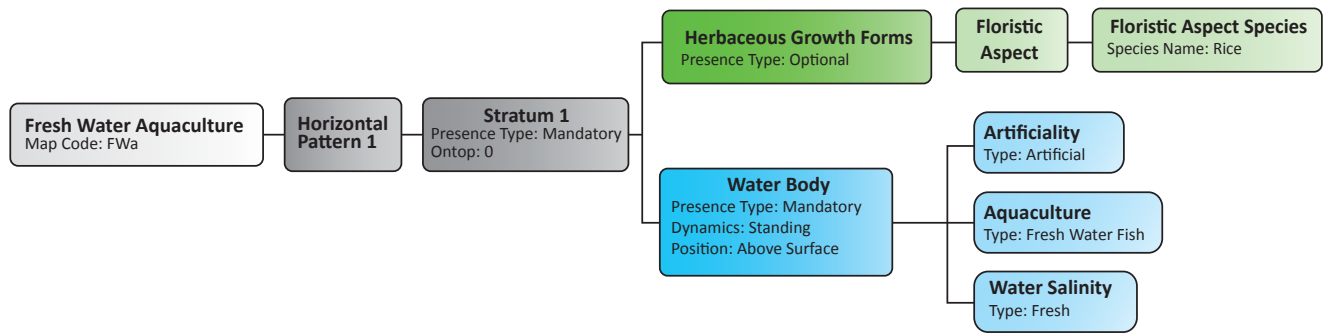 Fresh Water Aquaculture
Map Code: FWa
Horizontal
Pattern 1
Stratum 1
Presence Type: Mandatory
Ontop: 0
Herbaceous Growth Forms
Presence Type: Optional
Floristic
Aspect
Floristic Aspect Species
Species Name: Rice
Water Body
Presence Type: Mandatory
Dynamics: Standing
Position: Above Surface
Artificiality
Type: Artificial
Aquaculture
Type: Fresh Water Fish
Water Salinity
Type: Fresh